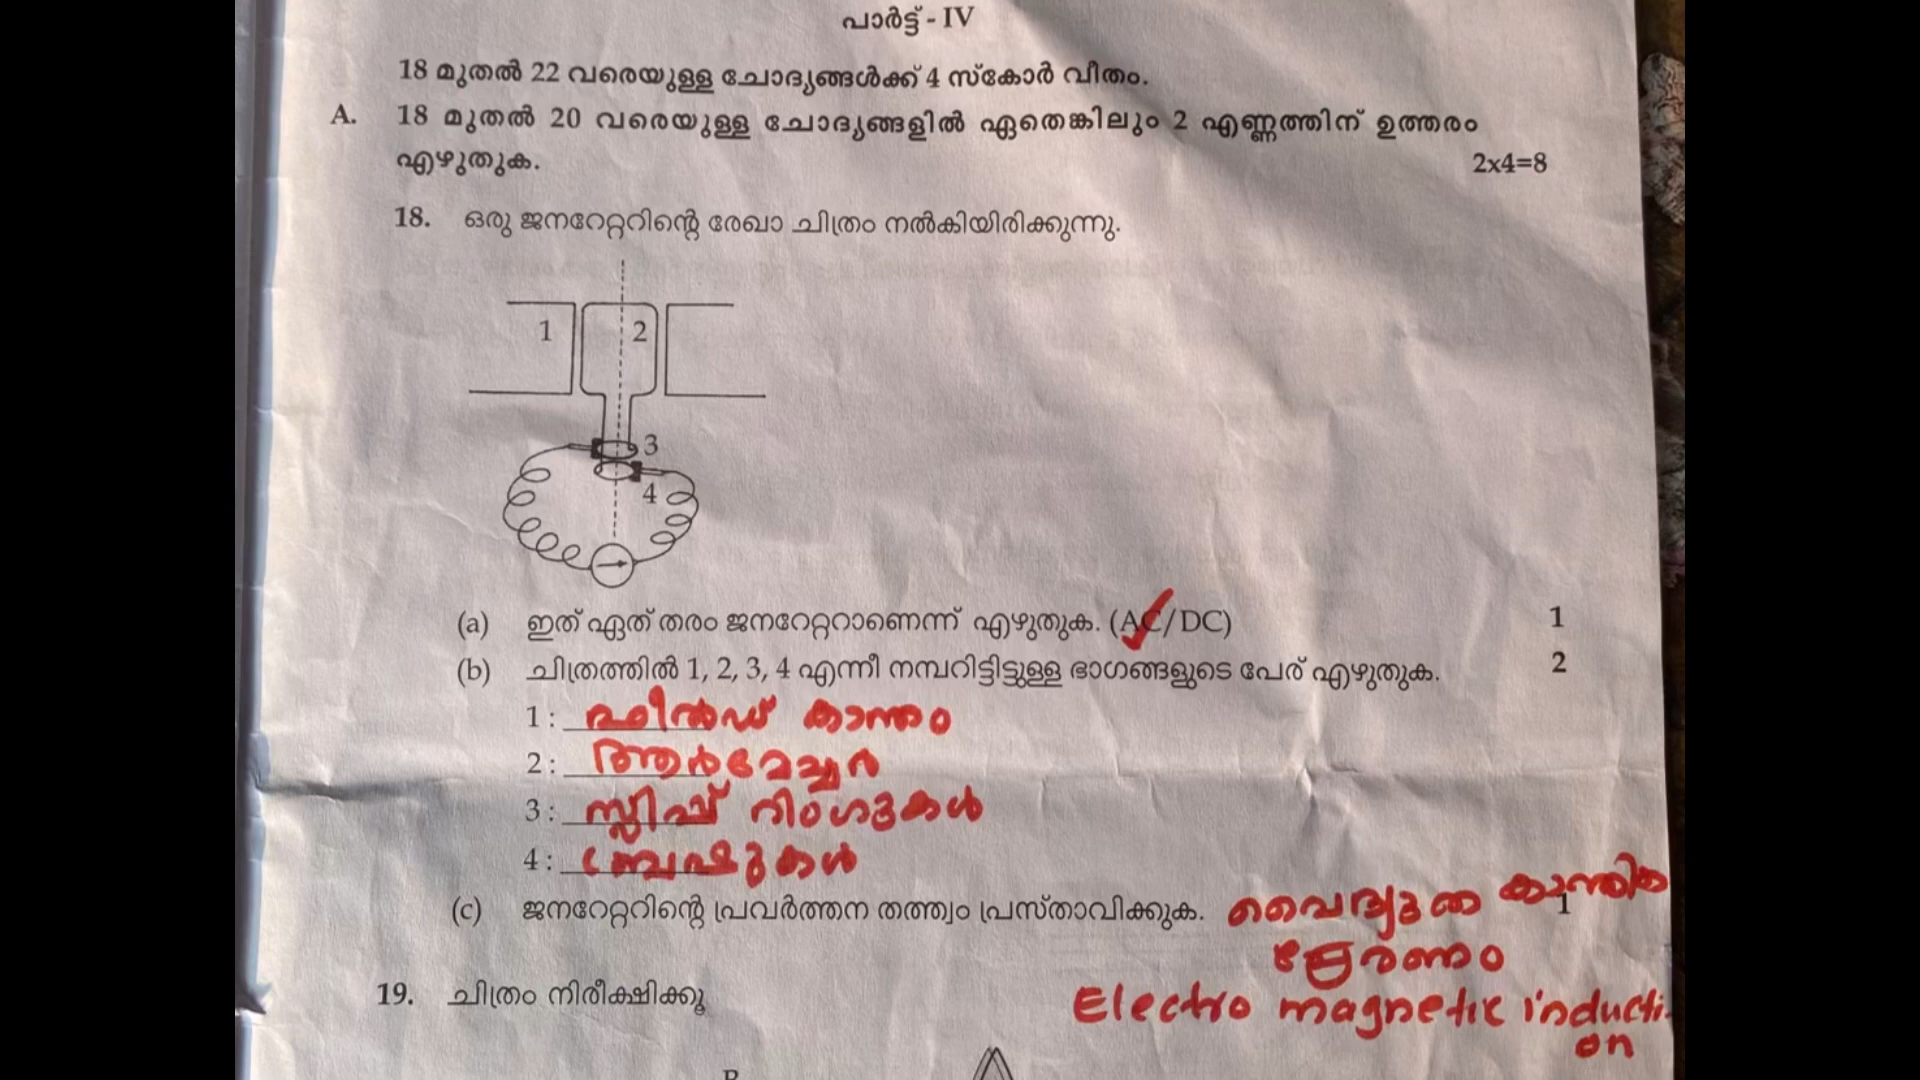 പാർട്ട് - IV
18 മുതൽ 22 വരെയുള്ള ചോദ്യങ്ങൾക്ക് 4 സ്കോർ വീതം.
A. 18 മുതൽ 20 വരെയുള്ള ചോദ്യങ്ങളിൽ ഏതെങ്കിലും 2 എണ്ണത്തിന് ഉത്തരം
എഴുതുക. 2x4=8
18. ഒരു ജനറേറ്ററിന്റെ രേഖാ ചിത്രം നൽകിയിരിക്കുന്നു.
1 2
3
4
(a) ഇത് ഏത് തരം ജനറേറ്ററാണെന്ന് എഴുതുക. (AC/DC) 1
(b) ചിത്രത്തിൽ 1, 2, 3, 4 എന്നീ നമ്പറിട്ടിട്ടുള്ള ഭാഗങ്ങളുടെ പേര് എഴുതുക. 2
1 : ഫീൽഡ് കാന്തം
2 : ആർമേച്ചർ
3 : സ്ലിപ്പ് റിംഗുകൾ
4 : ബ്രഷുകൾ
(c) ജനറേറ്ററിന്റെ പ്രവർത്തന തത്ത്വം പ്രസ്താവിക്കുക. വൈദ്യുത കാന്തിക 1
പ്രേരണം
19. ചിത്രം നിരീക്ഷിക്കൂ
Electro magnetic inducti-
on